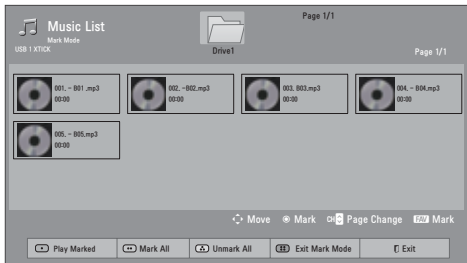 Music List
Mark Mode
USB 1 XTICK
Drive1
Page 1/1
Page 1/1
001. - B01 .mp3
00:00
002. -B02.mp3
00:00
003. B03.mp3
00:00
004. - B04.mp3
00:00
005. - B05.mp3
00:00
Move Mark CH Page Change FAV Mark
Play Marked Mark All Unmark All Exit Mark Mode Exit